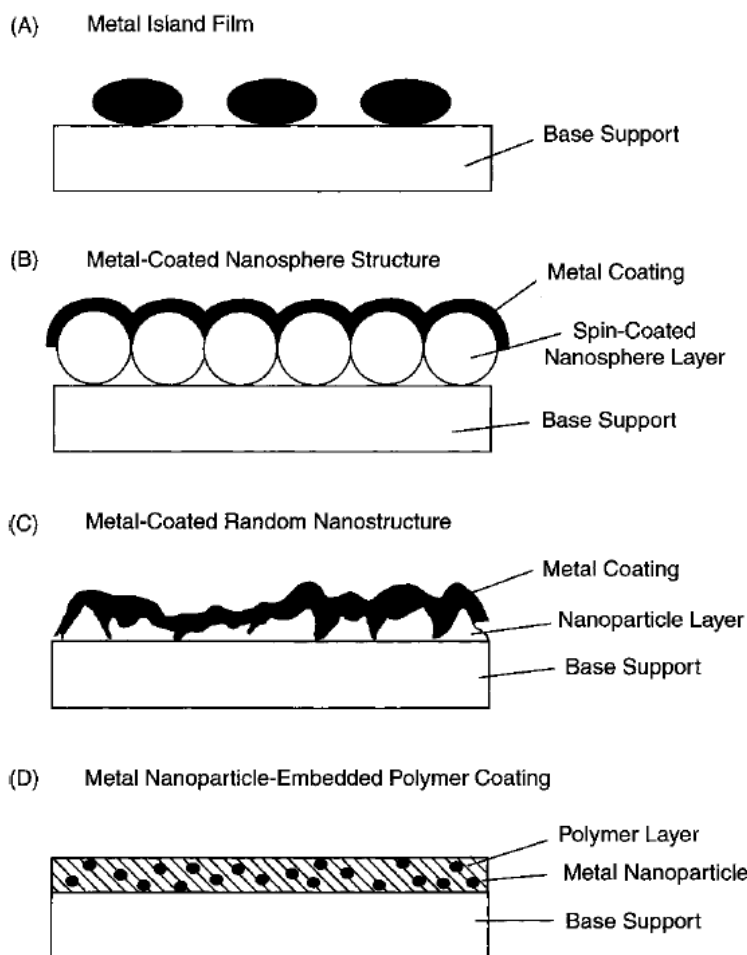 (A) Metal Island Film
Base Support
(B) Metal-Coated Nanosphere Structure
Metal Coating
Spin-Coated
Nanosphere Layer
Base Support
(C) Metal-Coated Random Nanostructure
Metal Coating
Nanoparticle Layer
Base Support
(D) Metal Nanoparticle-Embedded Polymer Coating
Polymer Layer
Metal Nanoparticle
Base Support